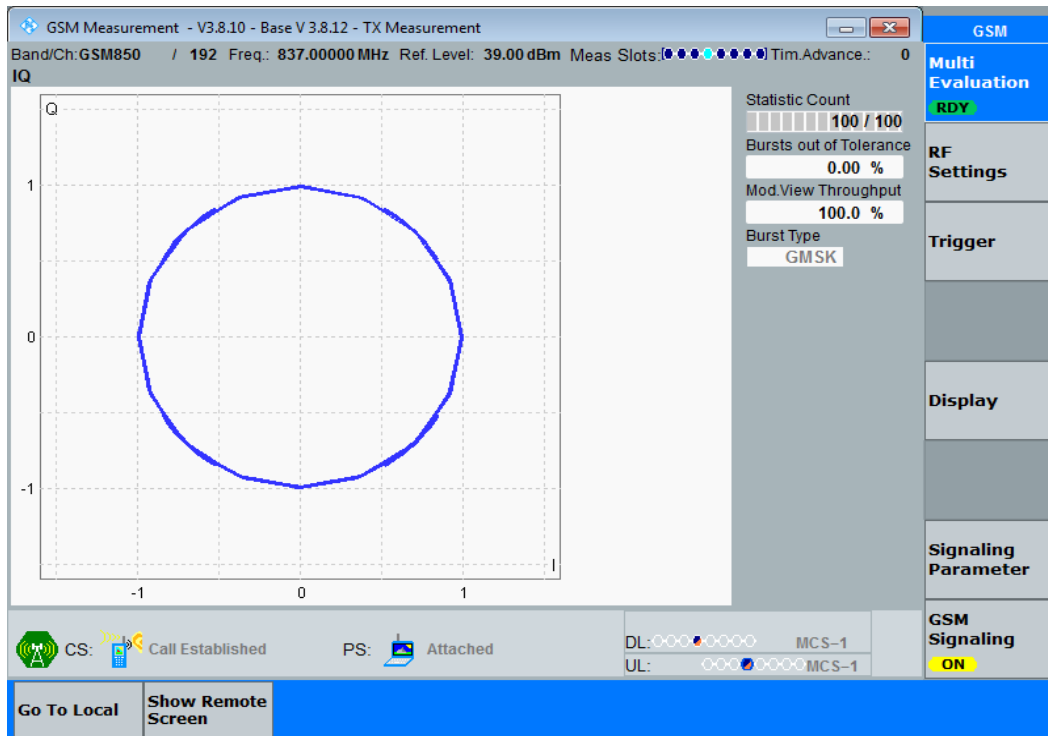 GSM Measurement - V3.8.10 - Base V 3.8.12 - TX Measurement
GSM
Band/Ch:GSM850 / 192 Freq.: 837.00000 MHz Ref. Level: 39.00 dBm Meas Slots: Tim.Advance.: 0
IQ
Multi
Evaluation
RDY
Q
Statistic Count
100 / 100
Bursts out of Tolerance
0.00 %
Mod.View Throughput
100.0 %
Burst Type
GMSK
RF
Settings
Trigger
1
0
-1
I
-1 0 1
Display
Signaling
Parameter
GSM
Signaling
ON
CS: Call Established PS: Attached
DL: MCS-1
UL: MCS-1
Go To Local
Show Remote
Screen